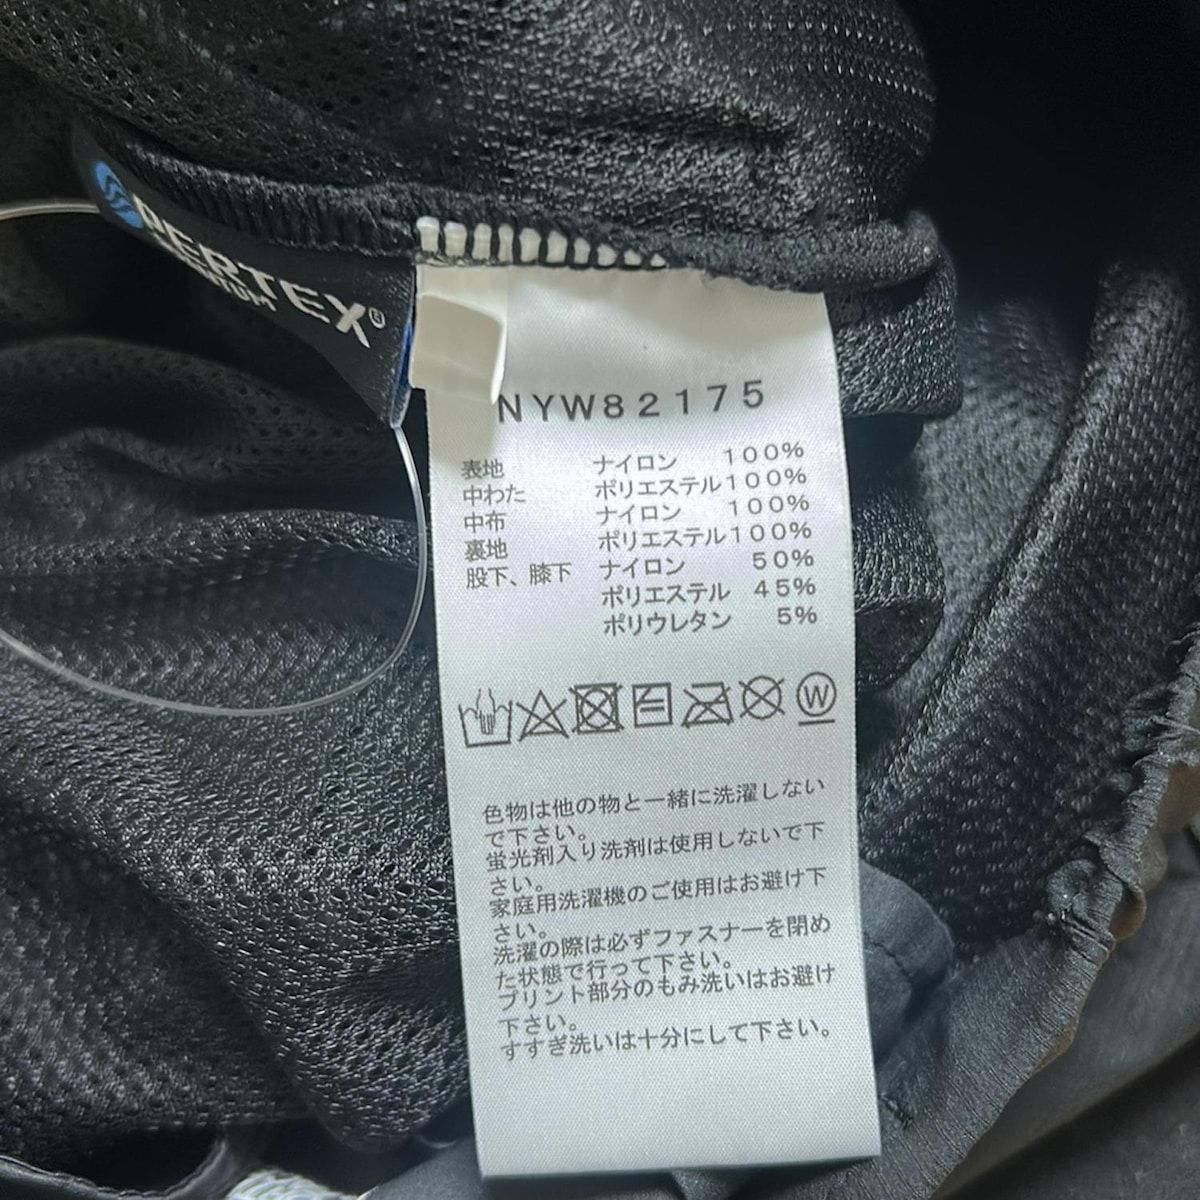 PERTEX®
NYW82175
表地 ナイロン 100%
中わた ポリエステル100%
中布 ナイロン 100%
裏地 ポリエステル100%
股下、膝下 ナイロン 50%
ポリエステル 45%
ポリウレタン 5%
W
色物は他の物と一緒に洗濯しない
で下さい。
蛍光剤入り洗剤は使用しないで下
さい。
家庭用洗濯機のご使用はお避け下
さい。
洗濯の際は必ずファスナーを閉め
た状態で行って下さい。
プリント部分のもみ洗いはお避け
下さい。
すすぎ洗いは十分にして下さい。